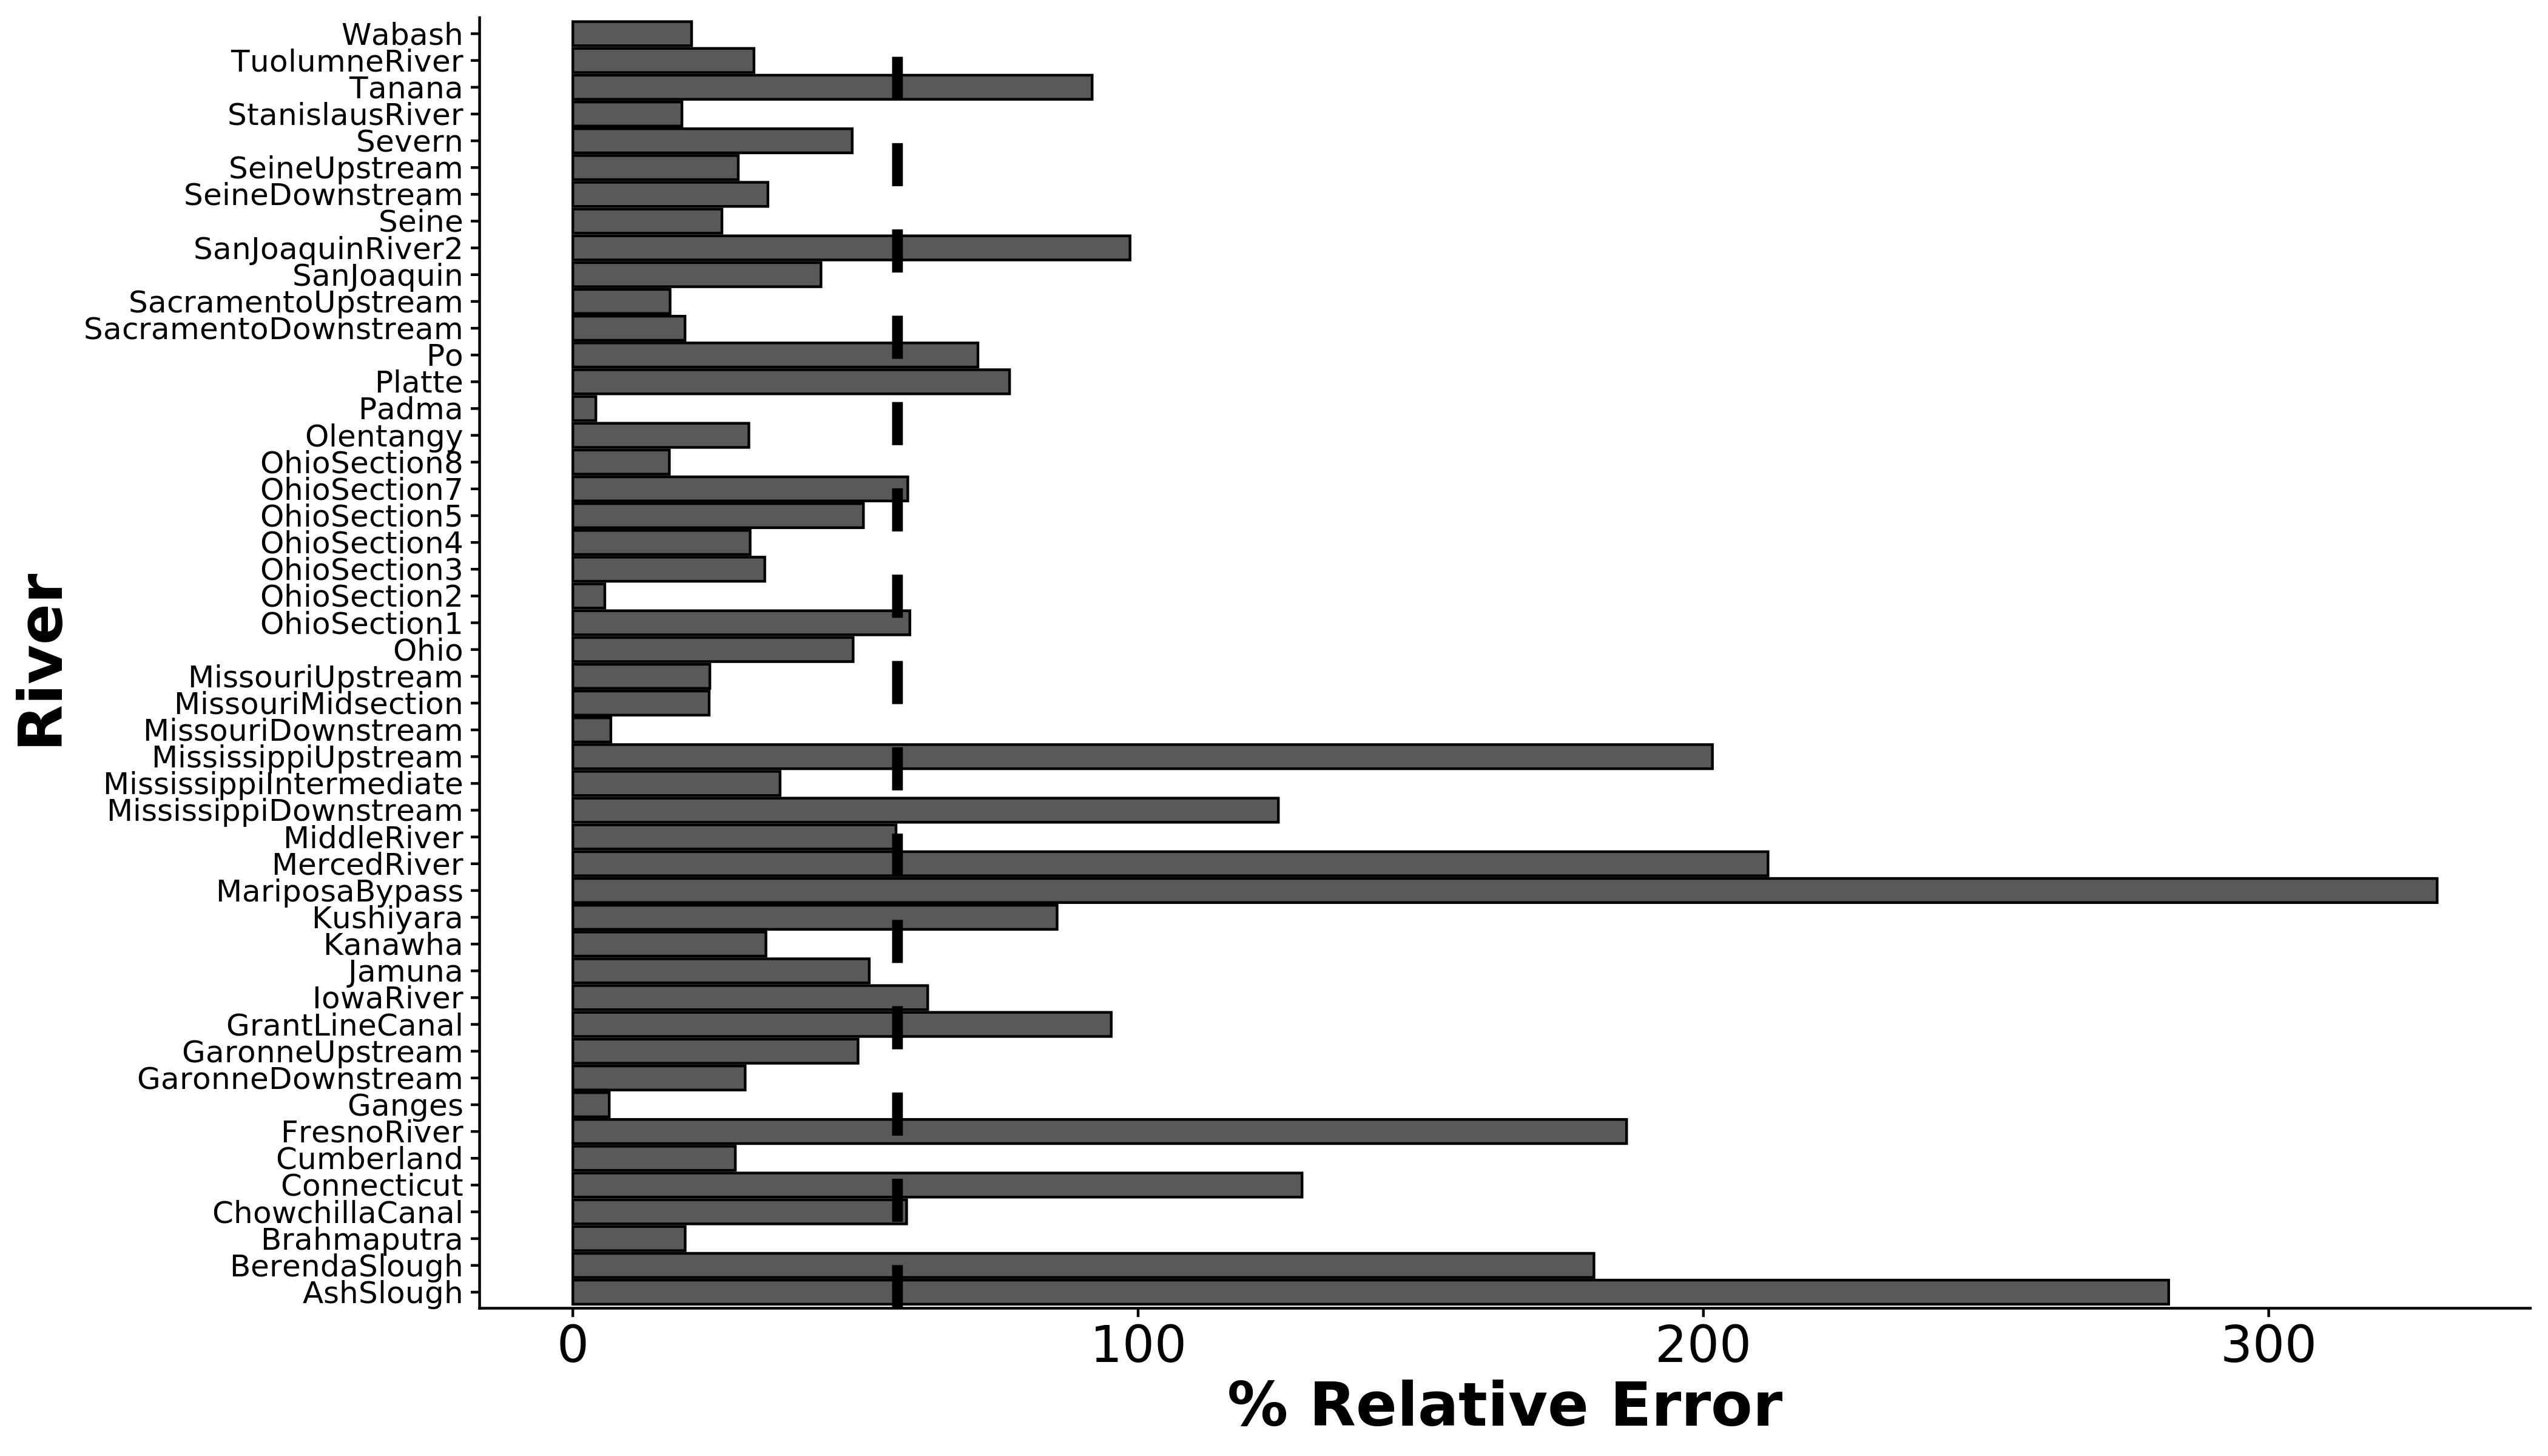 Wabash
TuolumneRiver
Tanana
StanislausRiver
Severn
SeineUpstream
SeineDownstream
Seine
SanJoaquinRiver2
SanJoaquin
SacramentoUpstream
SacramentoDownstream
Po
Platte
Padma
Olentangy
OhioSection8
OhioSection7
OhioSection5
OhioSection4
OhioSection3
OhioSection2
OhioSection1
Ohio
MissouriUpstream
MissouriMidsection
MissouriDownstream
MississippiUpstream
MississippiIntermediate
MississippiDownstream
MiddleRiver
MercedRiver
MariposaBypass
Kushiyara
Kanawha
Jamuna
IowaRiver
GrantLineCanal
GaronneUpstream
GaronneDownstream
Ganges
FresnoRiver
Cumberland
Connecticut
ChowchillaCanal
Brahmaputra
BerendaSlough
AshSlough
River
0 100 200 300
% Relative Error